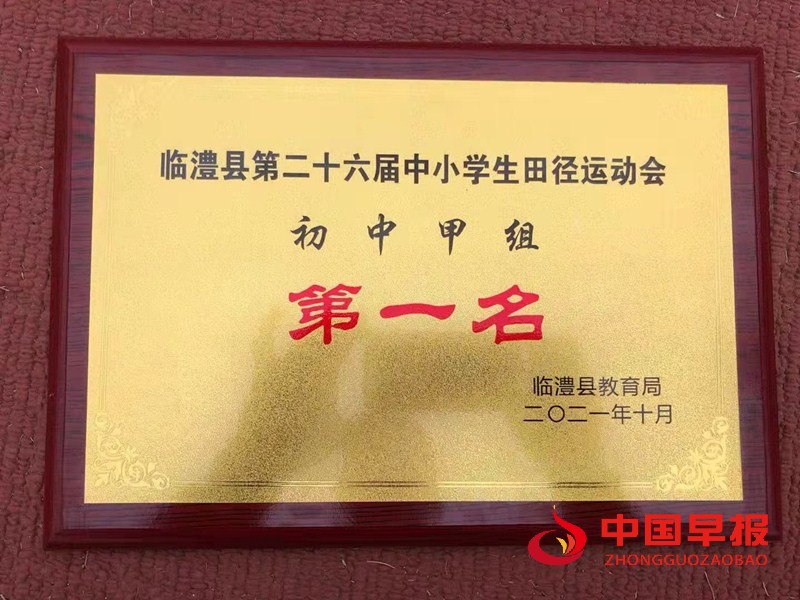 临澧县第二十六届中小学生田径运动会
初中甲组
第一名
临澧县教育局
二〇二一年十月
中国早报
ZHONGGUOZAOBAO